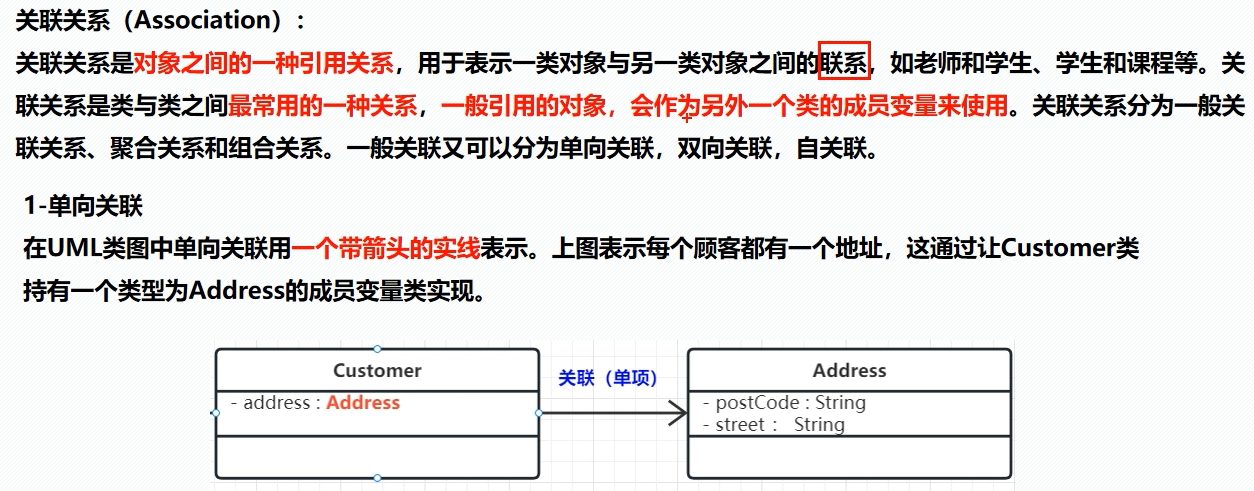 关联关系（Association）:
关联关系是对象之间的一种引用关系，用于表示一类对象与另一类对象之间的联系，如老师和学生、学生和课程等。关
联关系是类与类之间最常用的一种关系，一般引用的对象，会作为另外一个类的成员变量来使用。关联关系分为一般关
联关系、聚合关系和组合关系。一般关联又可以分为单向关联，双向关联，自关联。
1-单向关联
在UML类图中单向关联用一个带箭头的实线表示。上图表示每个顾客都有一个地址，这通过让Customer类
持有一个类型为Address的成员变量类实现。
Customer
- address : Address
关联（单项）
Address
- postCode : String
- street : String